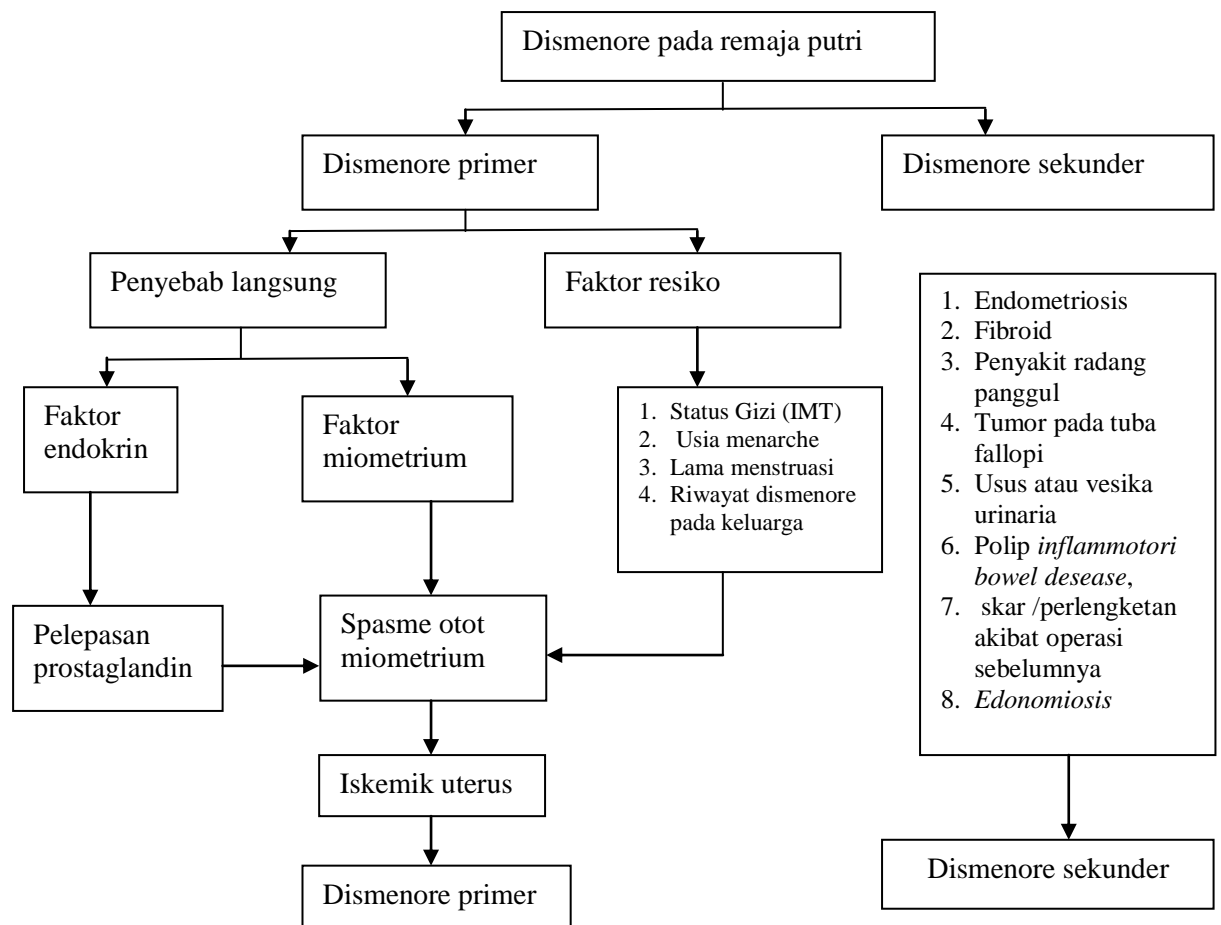 Dismenore pada remaja putri
Dismenore primer
Dismenore sekunder
Penyebab langsung
Faktor resiko
Faktor
endokrin
Faktor
miometrium
1. Status Gizi (IMT)
2. Usia menarche
3. Lama menstruasi
4. Riwayat dismenore
pada keluarga
1. Endometriosis
2. Fibroid
3. Penyakit radang
panggul
4. Tumor pada tuba
fallopi
5. Usus atau vesika
urinaria
6. Polip inflammotori
bowel desease,
7. skar /perlengketan
akibat operasi
sebelumnya
8. Edonomiosis
Pelepasan
prostaglandin
Spasme otot
miometrium
Iskemik uterus
Dismenore primer
Dismenore sekunder